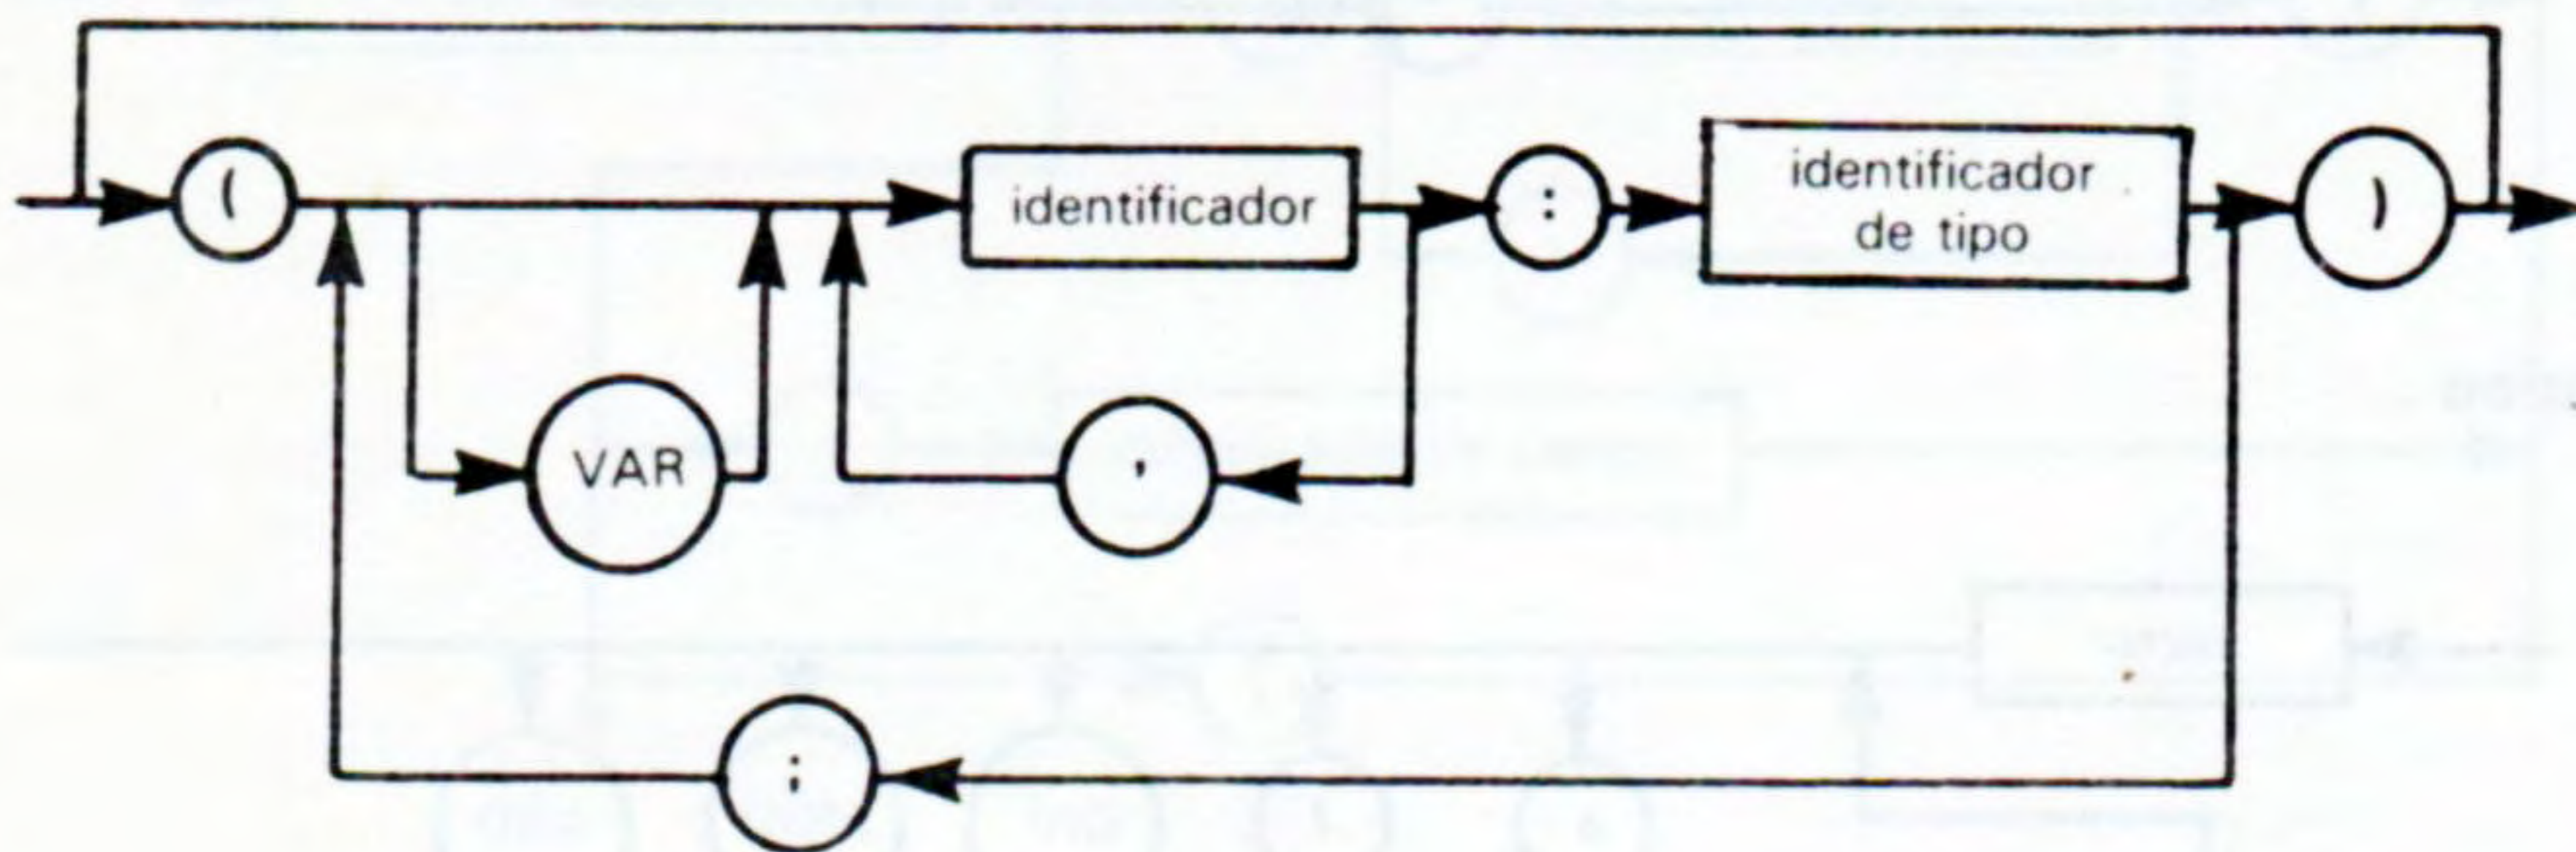 (
identificador
:
identificador
de tipo
)
VAR
,
;